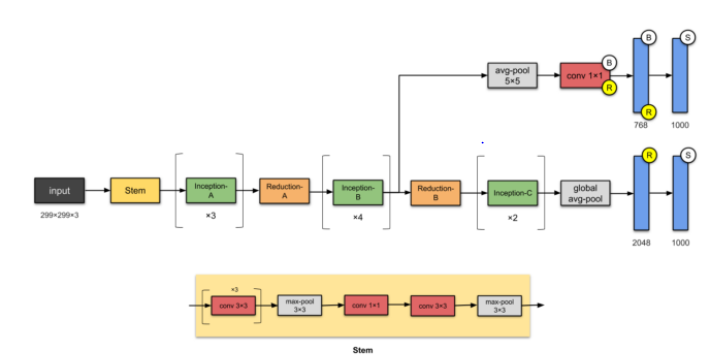 B
S
avg-pool
5×5
conv 1×1
B
R
R
768
1000
input
Stem
Inception-
A
Reduction-
A
Inception-
B
Reduction-
B
Inception-C
global
avg-pool
R
S
299×299×3
×3
×4
×2
2048
1000
×3
conv 3×3
max-pool
3×3
conv 1×1
conv 3×3
max-pool
3×3
Stem